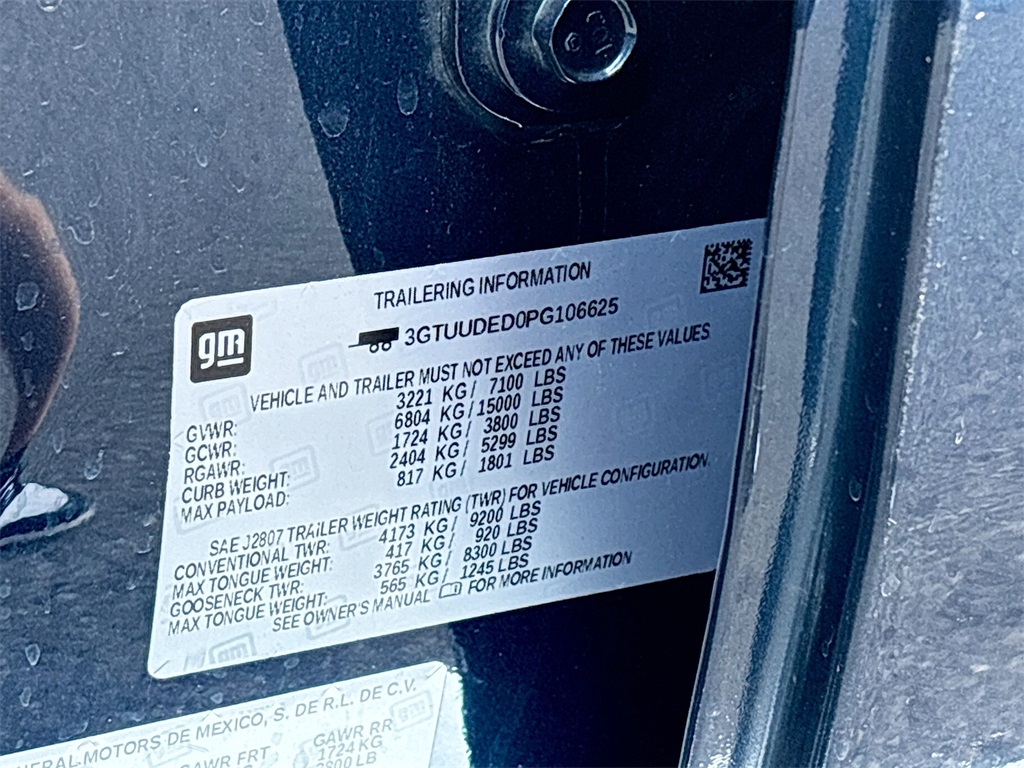 TRAILERING INFORMATION
gm
3GTUUDED0PG106625
VEHICLE AND TRAILER MUST NOT EXCEED ANY OF THESE VALUES
GVWR: 3221 KG/ 7100 LBS
GCWR: 6804 KG/ 15000 LBS
RGAWR: 1724 KG/ 3800 LBS
CURB WEIGHT: 2404 KG/ 5299 LBS
MAX PAYLOAD: 817 KG/ 1801 LBS
SAE J2807 TRAILER WEIGHT RATING (TWR) FOR VEHICLE CONFIGURATION.
CONVENTIONAL TWR: 4173 KG/ 9200 LBS
MAX TONGUE WEIGHT: 417 KG/ 920 LBS
GOOSENECK TWR: 3765 KG/ 8300 LBS
MAX TONGUE WEIGHT: 565 KG/ 1245 LBS
SEE OWNER'S MANUAL FOR MORE INFORMATION
MOTORS DE MEXICO, S. DE R.L. DE C.V.
GAWR FRT GAWR RR
1724 KG
3800 LB